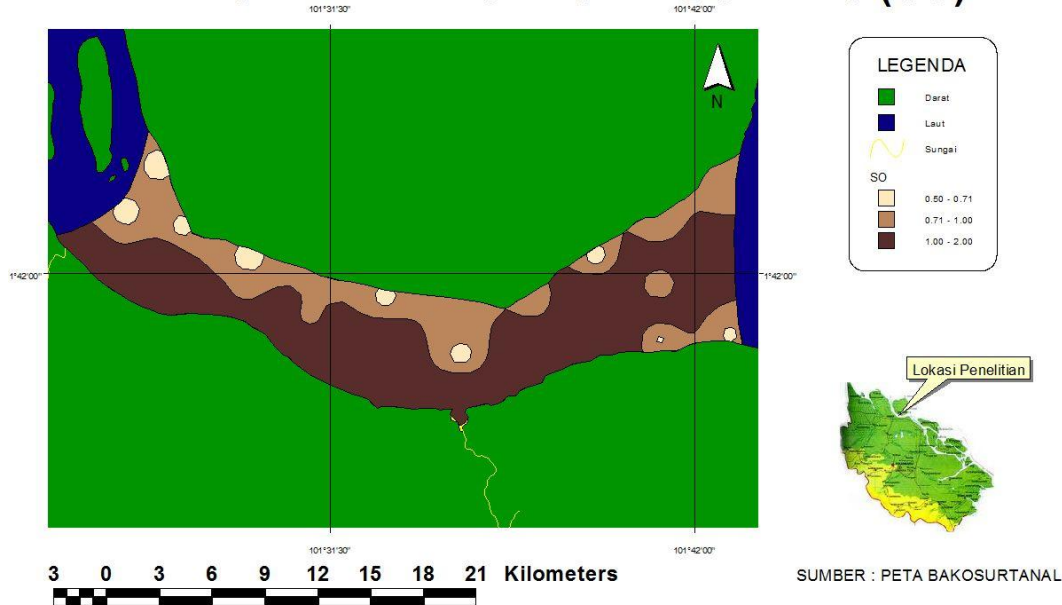 101°31'30"
101°42'00"
LEGENDA
Darat
Laut
Sungai
SO
0.50 - 0.71
0.71 - 1.00
1.00 - 2.00
N
1°42'00"
1°42'00"
Lokasi Penelitian
101°31'30"
101°42'00"
3 0 3 6 9 12 15 18 21 Kilometers
SUMBER : PETA BAKOSURTANAL